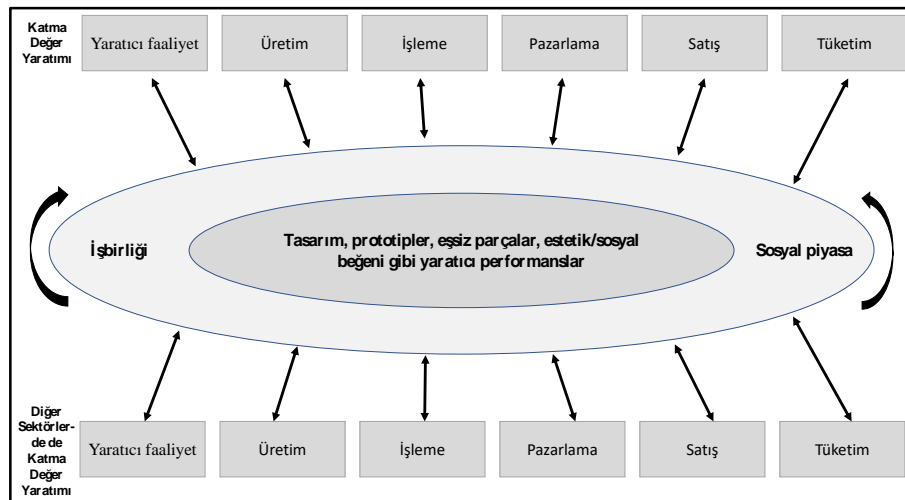 Katma
Değer
Yaratımı
Yaratıcı faaliyet
Üretim
İşleme
Pazarlama
Satış
Tüketim
İşbirliği
Tasarım, prototipler, eşsiz parçalar, estetik/sosyal
beğeni gibi yaratıcı performanslar
Sosyal piyasa
Diğer
Sektörler-
de de
Katma
Değer
Yaratımı
Yaratıcı faaliyet
Üretim
İşleme
Pazarlama
Satış
Tüketim